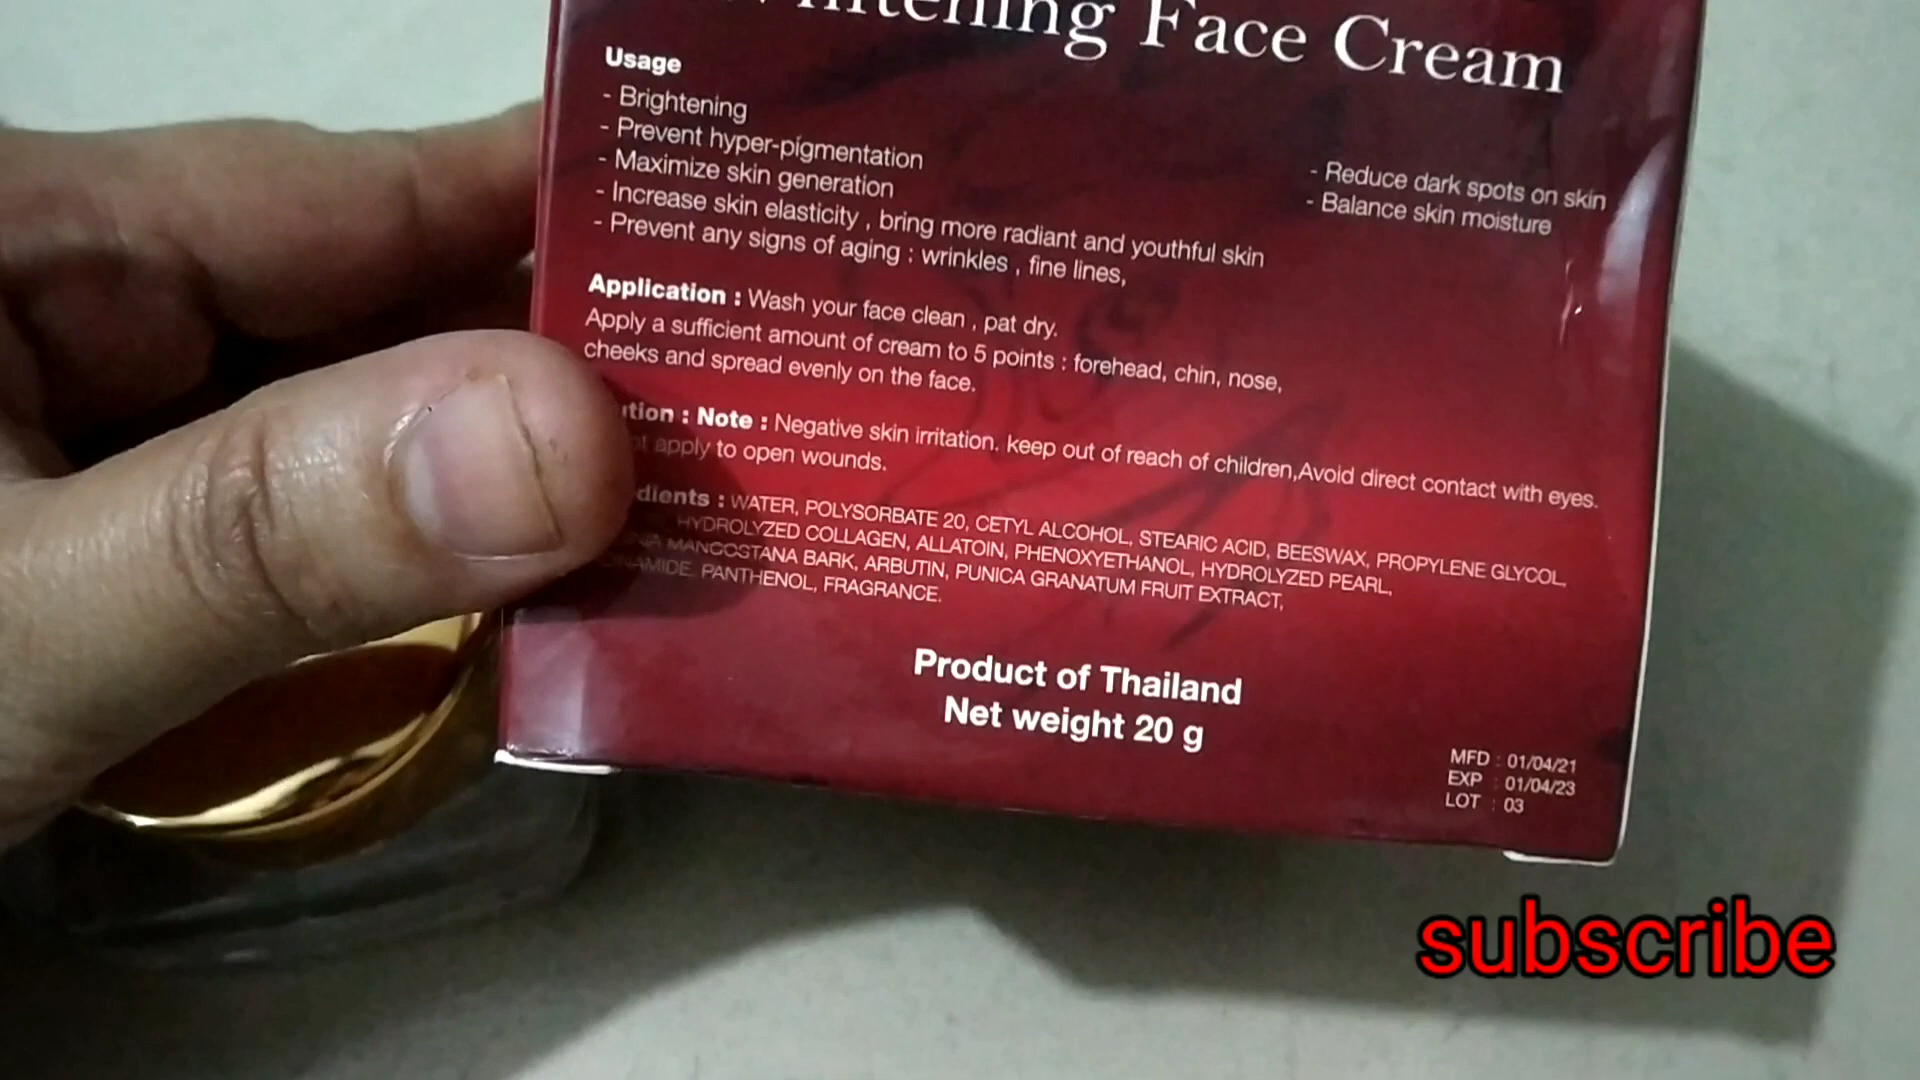 Face Cream
Usage
- Brightening
- Prevent hyper-pigmentation
- Maximize skin generation
- Increase skin elasticity , bring more radiant and youthful skin
- Prevent any signs of aging : wrinkles , fine lines,
- Reduce dark spots on skin
- Balance skin moisture
Application : Wash your face clean , pat dry.
Apply a sufficient amount of cream to 5 points : forehead, chin, nose,
cheeks and spread evenly on the face.
: Note : Negative skin irritation. keep out of reach of children,Avoid direct contact with eyes.
apply to open wounds.
: WATER, POLYSORBATE 20, CETYL ALCOHOL, STEARIC ACID, BEESWAX, PROPYLENE GLYCOL,
HYDROLYZED COLLAGEN, ALLATOIN, PHENOXYETHANOL, HYDROLYZED PEARL,
MANGOSTANA BARK, ARBUTIN, PUNICA GRANATUM FRUIT EXTRACT,
PANTHENOL, FRAGRANCE.
Product of Thailand
Net weight 20 g
MFD : 01/04/21
EXP : 01/04/23
LOT : 03
subscribe